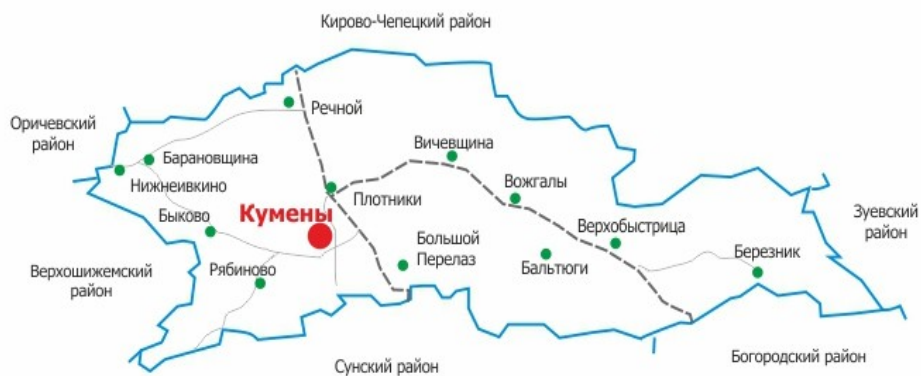 Кирово-Чепецкий район
Речной
Оричевский
район
Вичевщина
Барановщина
Нижнеивкино
Плотники
Вожгалы
Быково
Кумены
Зуевский
район
Верхобыстрица
Большой
Перелаз
Березник
Бальтюги
Верхошижемский
район
Рябиново
Сунский район
Богородский район